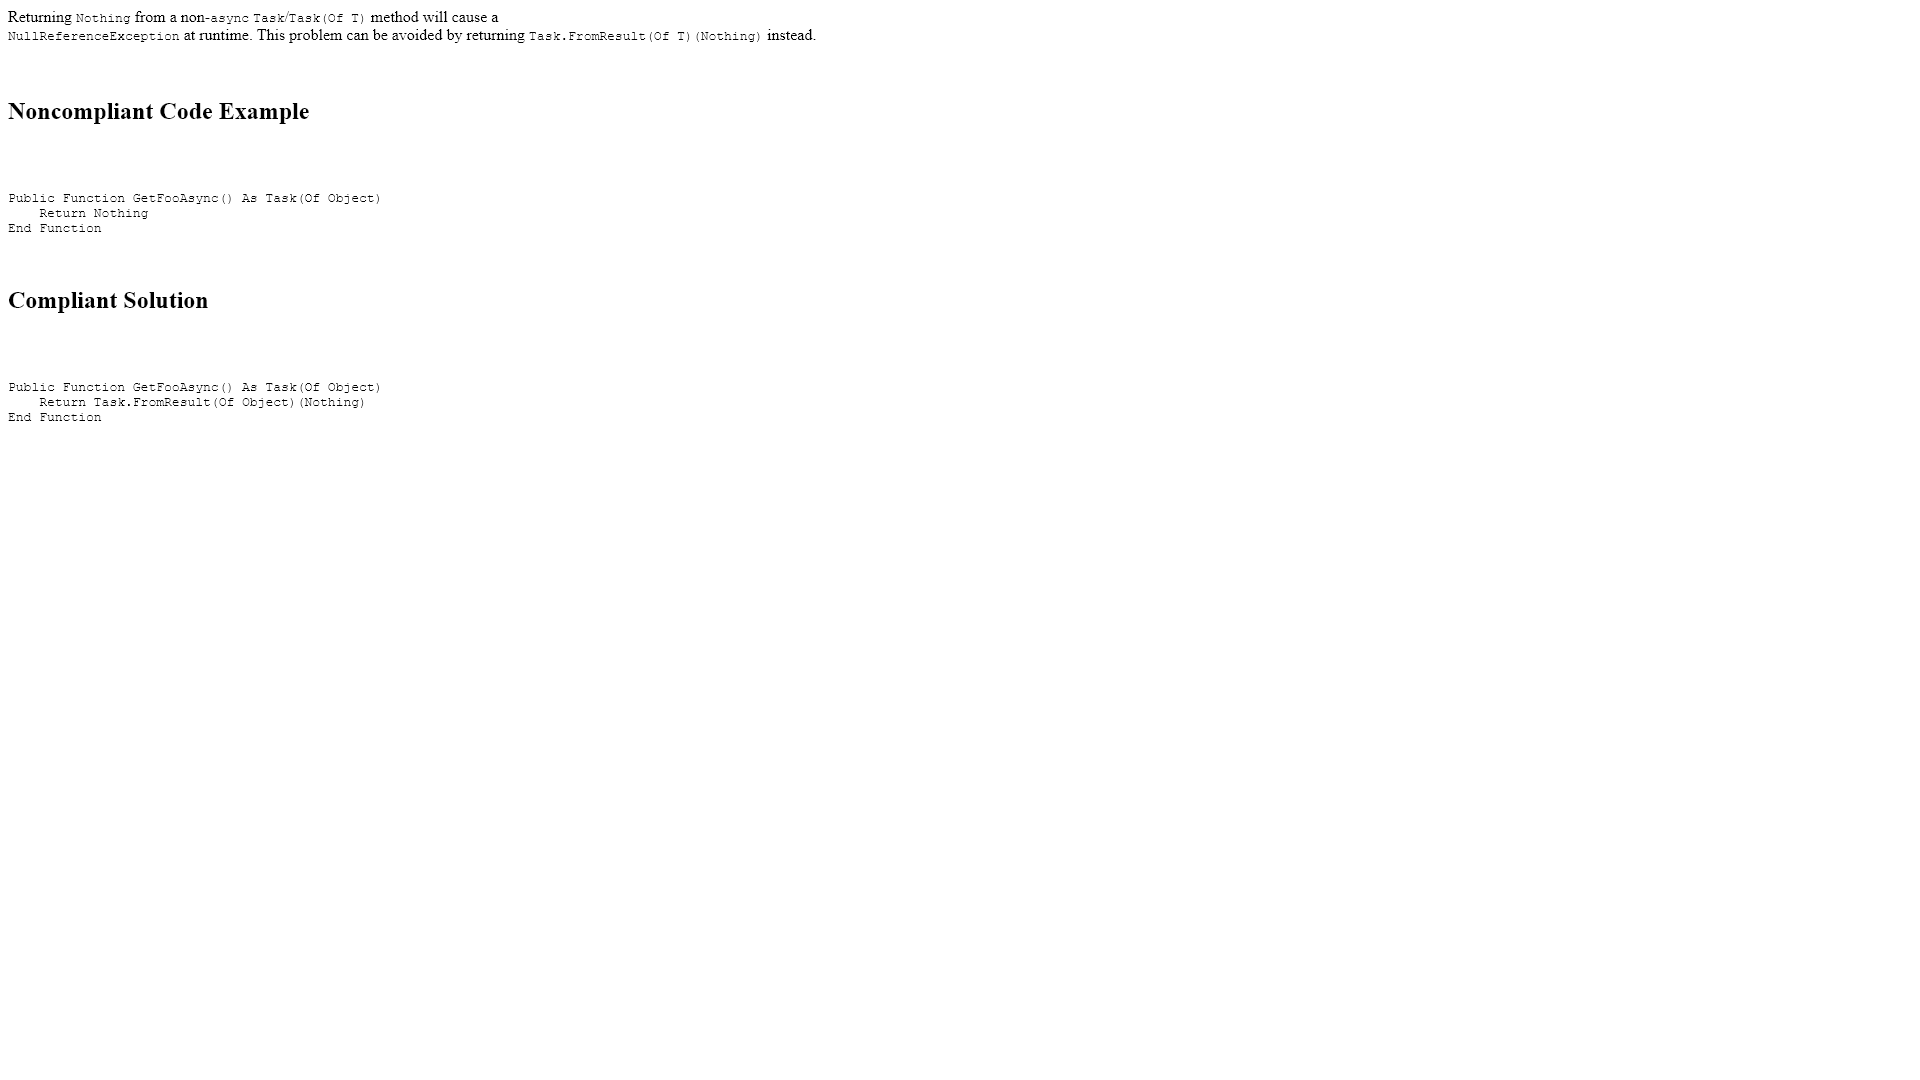 Returning Nothing from a non-async Task/Task(Of T) method will cause a
NullReferenceException at runtime. This problem can be avoided by returning Task.FromResult(Of T)(Nothing) instead.
Noncompliant Code Example
Public Function GetFooAsync() As Task(Of Object)
    Return Nothing
End Function
Compliant Solution
Public Function GetFooAsync() As Task(Of Object)
    Return Task.FromResult(Of Object)(Nothing)
End Function